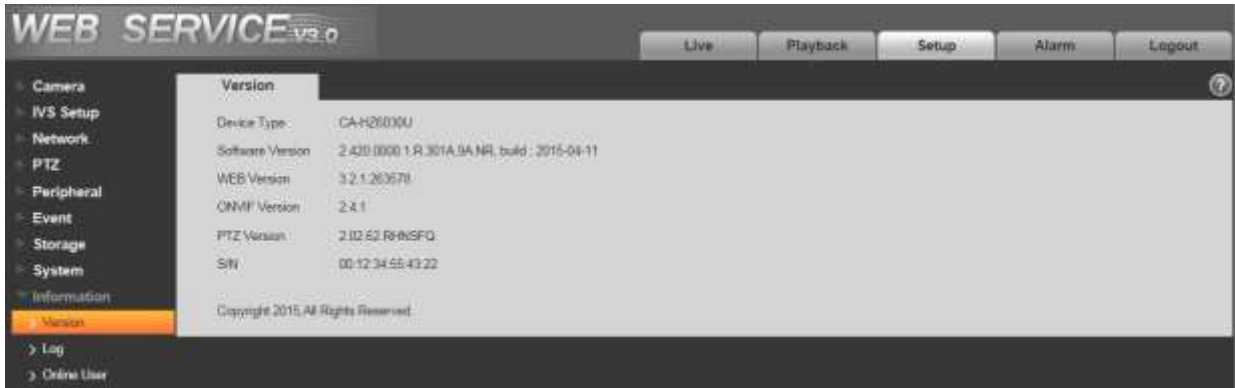 WEB SERVICE V3.0
Live Playback Setup Alarm Logout
Camera
IVS Setup
Network
PTZ
Peripheral
Event
Storage
System
Information
Version
Log
Online User
Version
Device Type
Software Version 2.420.0000.1.R.301A.9A.NR, build : 2015-04-11
WEB Version 3.2.1.263678
ONVIF Version 2.4.1
PTZ Version 2.02.62.RHNSFQ
S/N 00:12:34:55:43:22
Copyright 2015, All Rights Reserved.